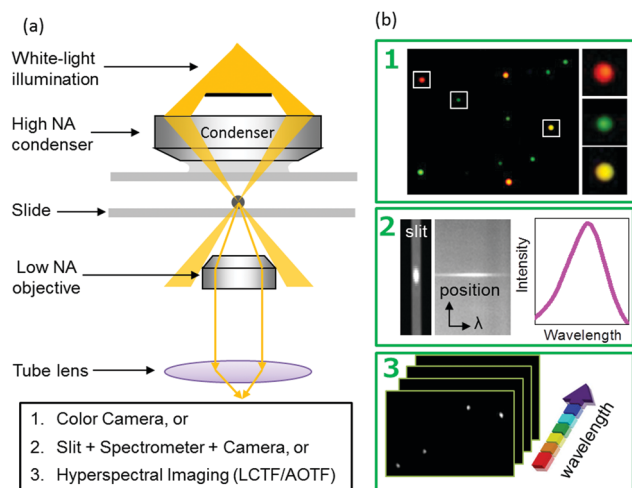 (a)
White-light
illumination
High NA
condenser
Condenser
Slide
Low NA
objective
Tube lens
1. Color Camera, or
2. Slit + Spectrometer + Camera, or
3. Hyperspectral Imaging (LCTF/AOTF)
(b)
1
2
slit
position
λ
Intensity
Wavelength
3
wavelength